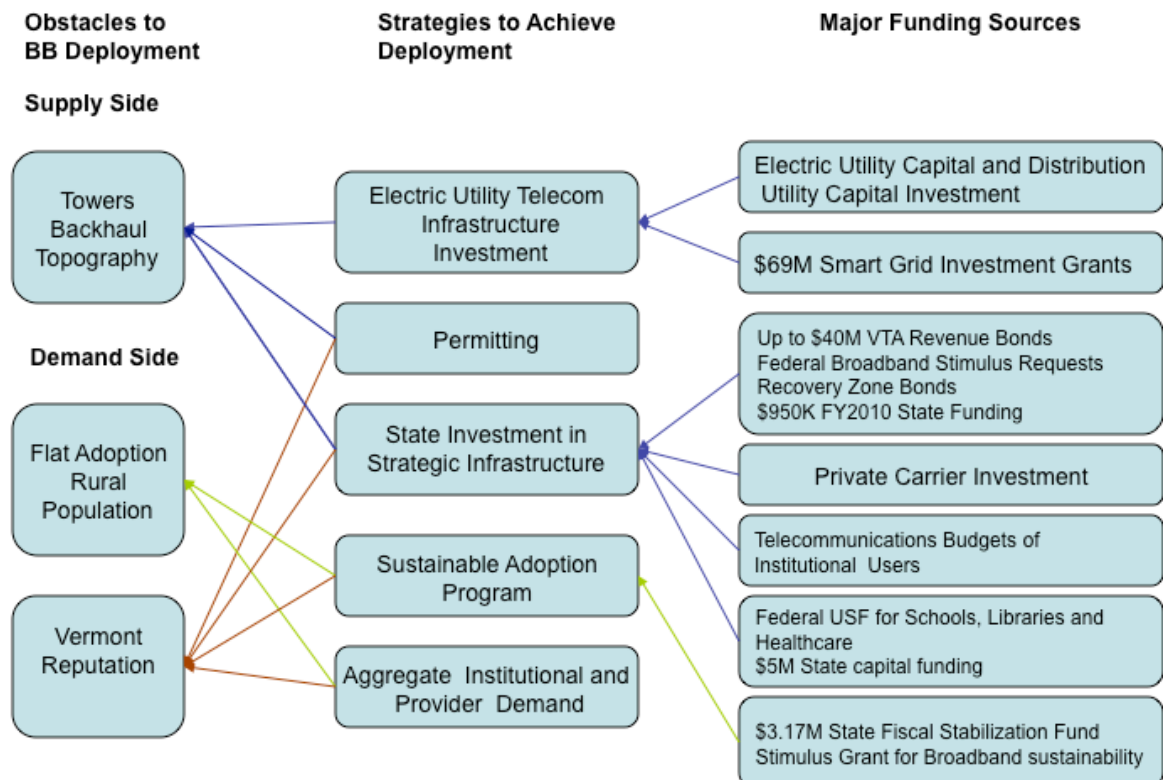 Obstacles to
BB Deployment
Strategies to Achieve
Deployment
Major Funding Sources
Supply Side
Towers
Backhaul
Topography
Demand Side
Flat Adoption
Rural
Population
Vermont
Reputation
Electric Utility Telecom
Infrastructure
Investment
Permitting
State Investment in
Strategic Infrastructure
Sustainable Adoption
Program
Aggregate Institutional and
Provider Demand
Electric Utility Capital and Distribution
Utility Capital Investment
$69M Smart Grid Investment Grants
Up to $40M VTA Revenue Bonds
Federal Broadband Stimulus Requests
Recovery Zone Bonds
$950K FY2010 State Funding
Private Carrier Investment
Telecommunications Budgets of
Institutional Users
Federal USF for Schools, Libraries and
Healthcare
$5M State capital funding
$3.17M State Fiscal Stabilization Fund
Stimulus Grant for Broadband sustainability